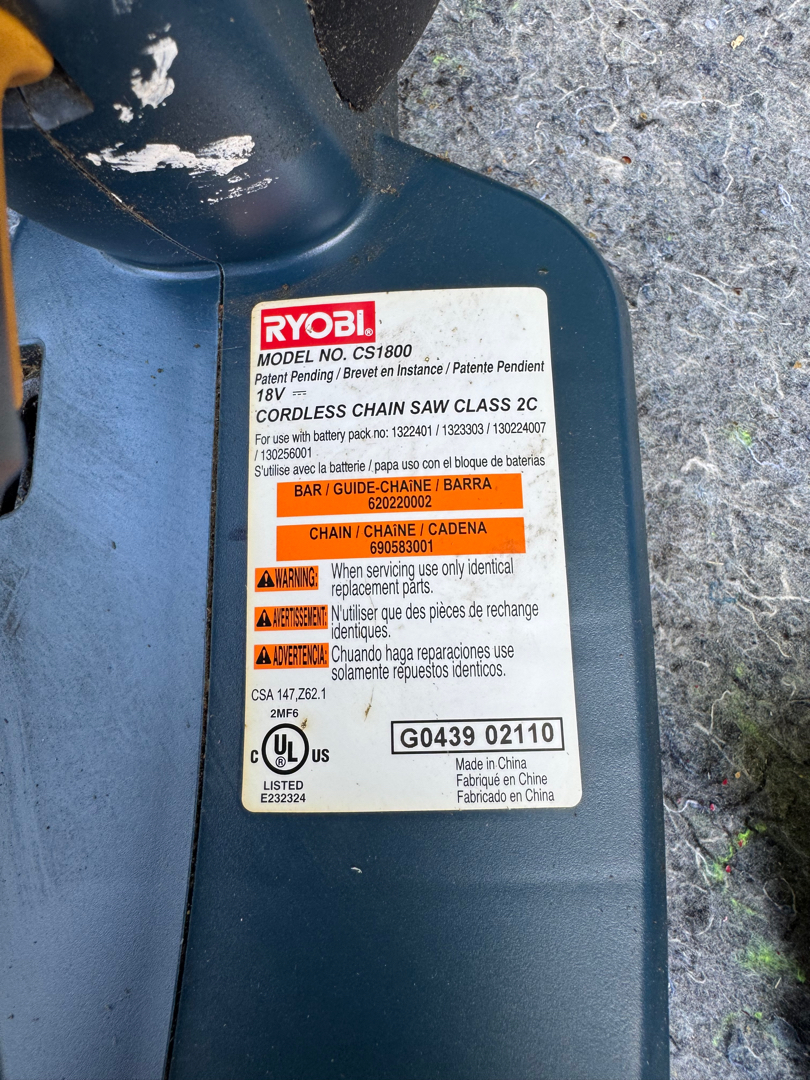 RYOBI®
MODEL NO. CS1800
Patent Pending / Brevet en Instance / Patente Pendient
18V ⎓
CORDLESS CHAIN SAW CLASS 2C
For use with battery pack no: 1322401 / 1323303 / 130224007
/ 130256001
S'utilise avec la batterie / papa uso con el bloque de baterias
BAR / GUIDE-CHAîNE / BARRA
620220002
CHAIN / CHAîNE / CADENA
690583001
WARNING: When servicing use only identical
replacement parts.
AVERTISSEMENT: N'utiliser que des pièces de rechange
identiques.
ADVERTENCIA: Chuando haga reparaciones use
solamente repuestos identicos.
CSA 147,Z62.1
2MF6
C UL® US
LISTED
E232324
G0439 02110
Made in China
Fabriqué en Chine
Fabricado en China